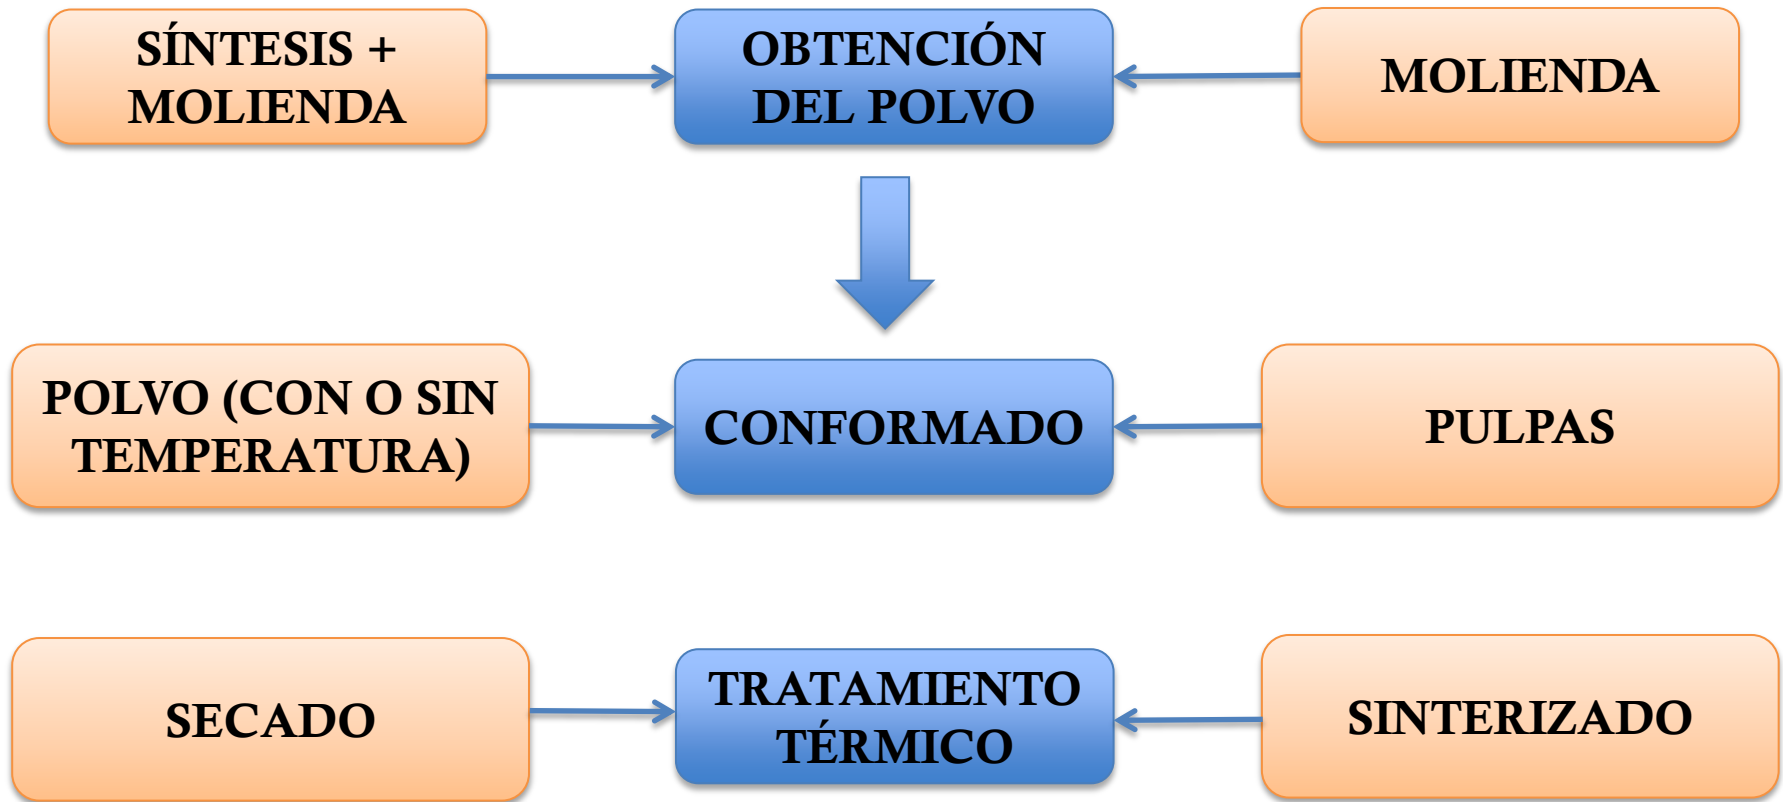 SÍNTESIS +
MOLIENDA
OBTENCIÓN
DEL POLVO
MOLIENDA
POLVO (CON O SIN
TEMPERATURA)
CONFORMADO
PULPAS
SECADO
TRATAMIENTO
TÉRMICO
SINTERIZADO